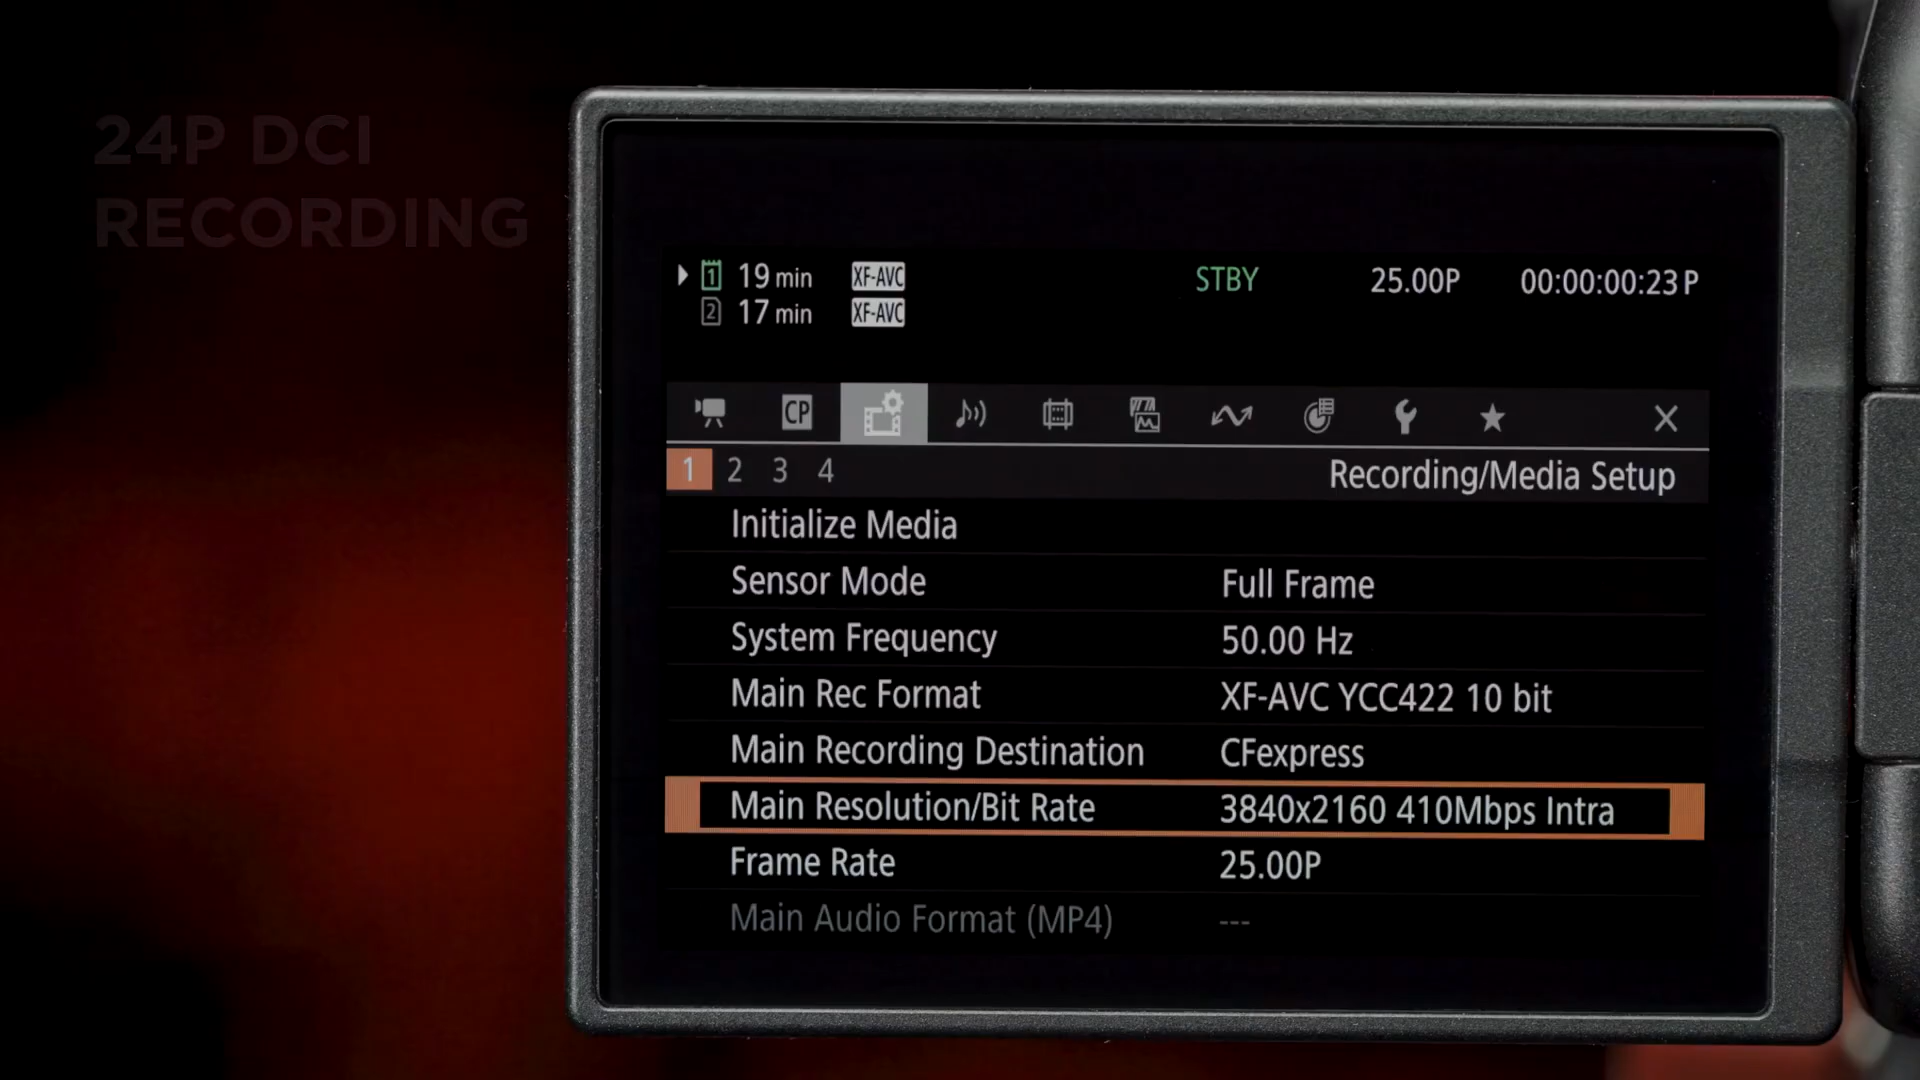 24P DCI
RECORDING
1 19 min XF-AVC STBY 25.00P 00:00:00:23 P
2 17 min XF-AVC
CP
1 2 3 4 Recording/Media Setup
Initialize Media
Sensor Mode Full Frame
System Frequency 50.00 Hz
Main Rec Format XF-AVC YCC422 10 bit
Main Recording Destination CFexpress
Main Resolution/Bit Rate 3840x2160 410Mbps Intra
Frame Rate 25.00P
Main Audio Format (MP4) ---